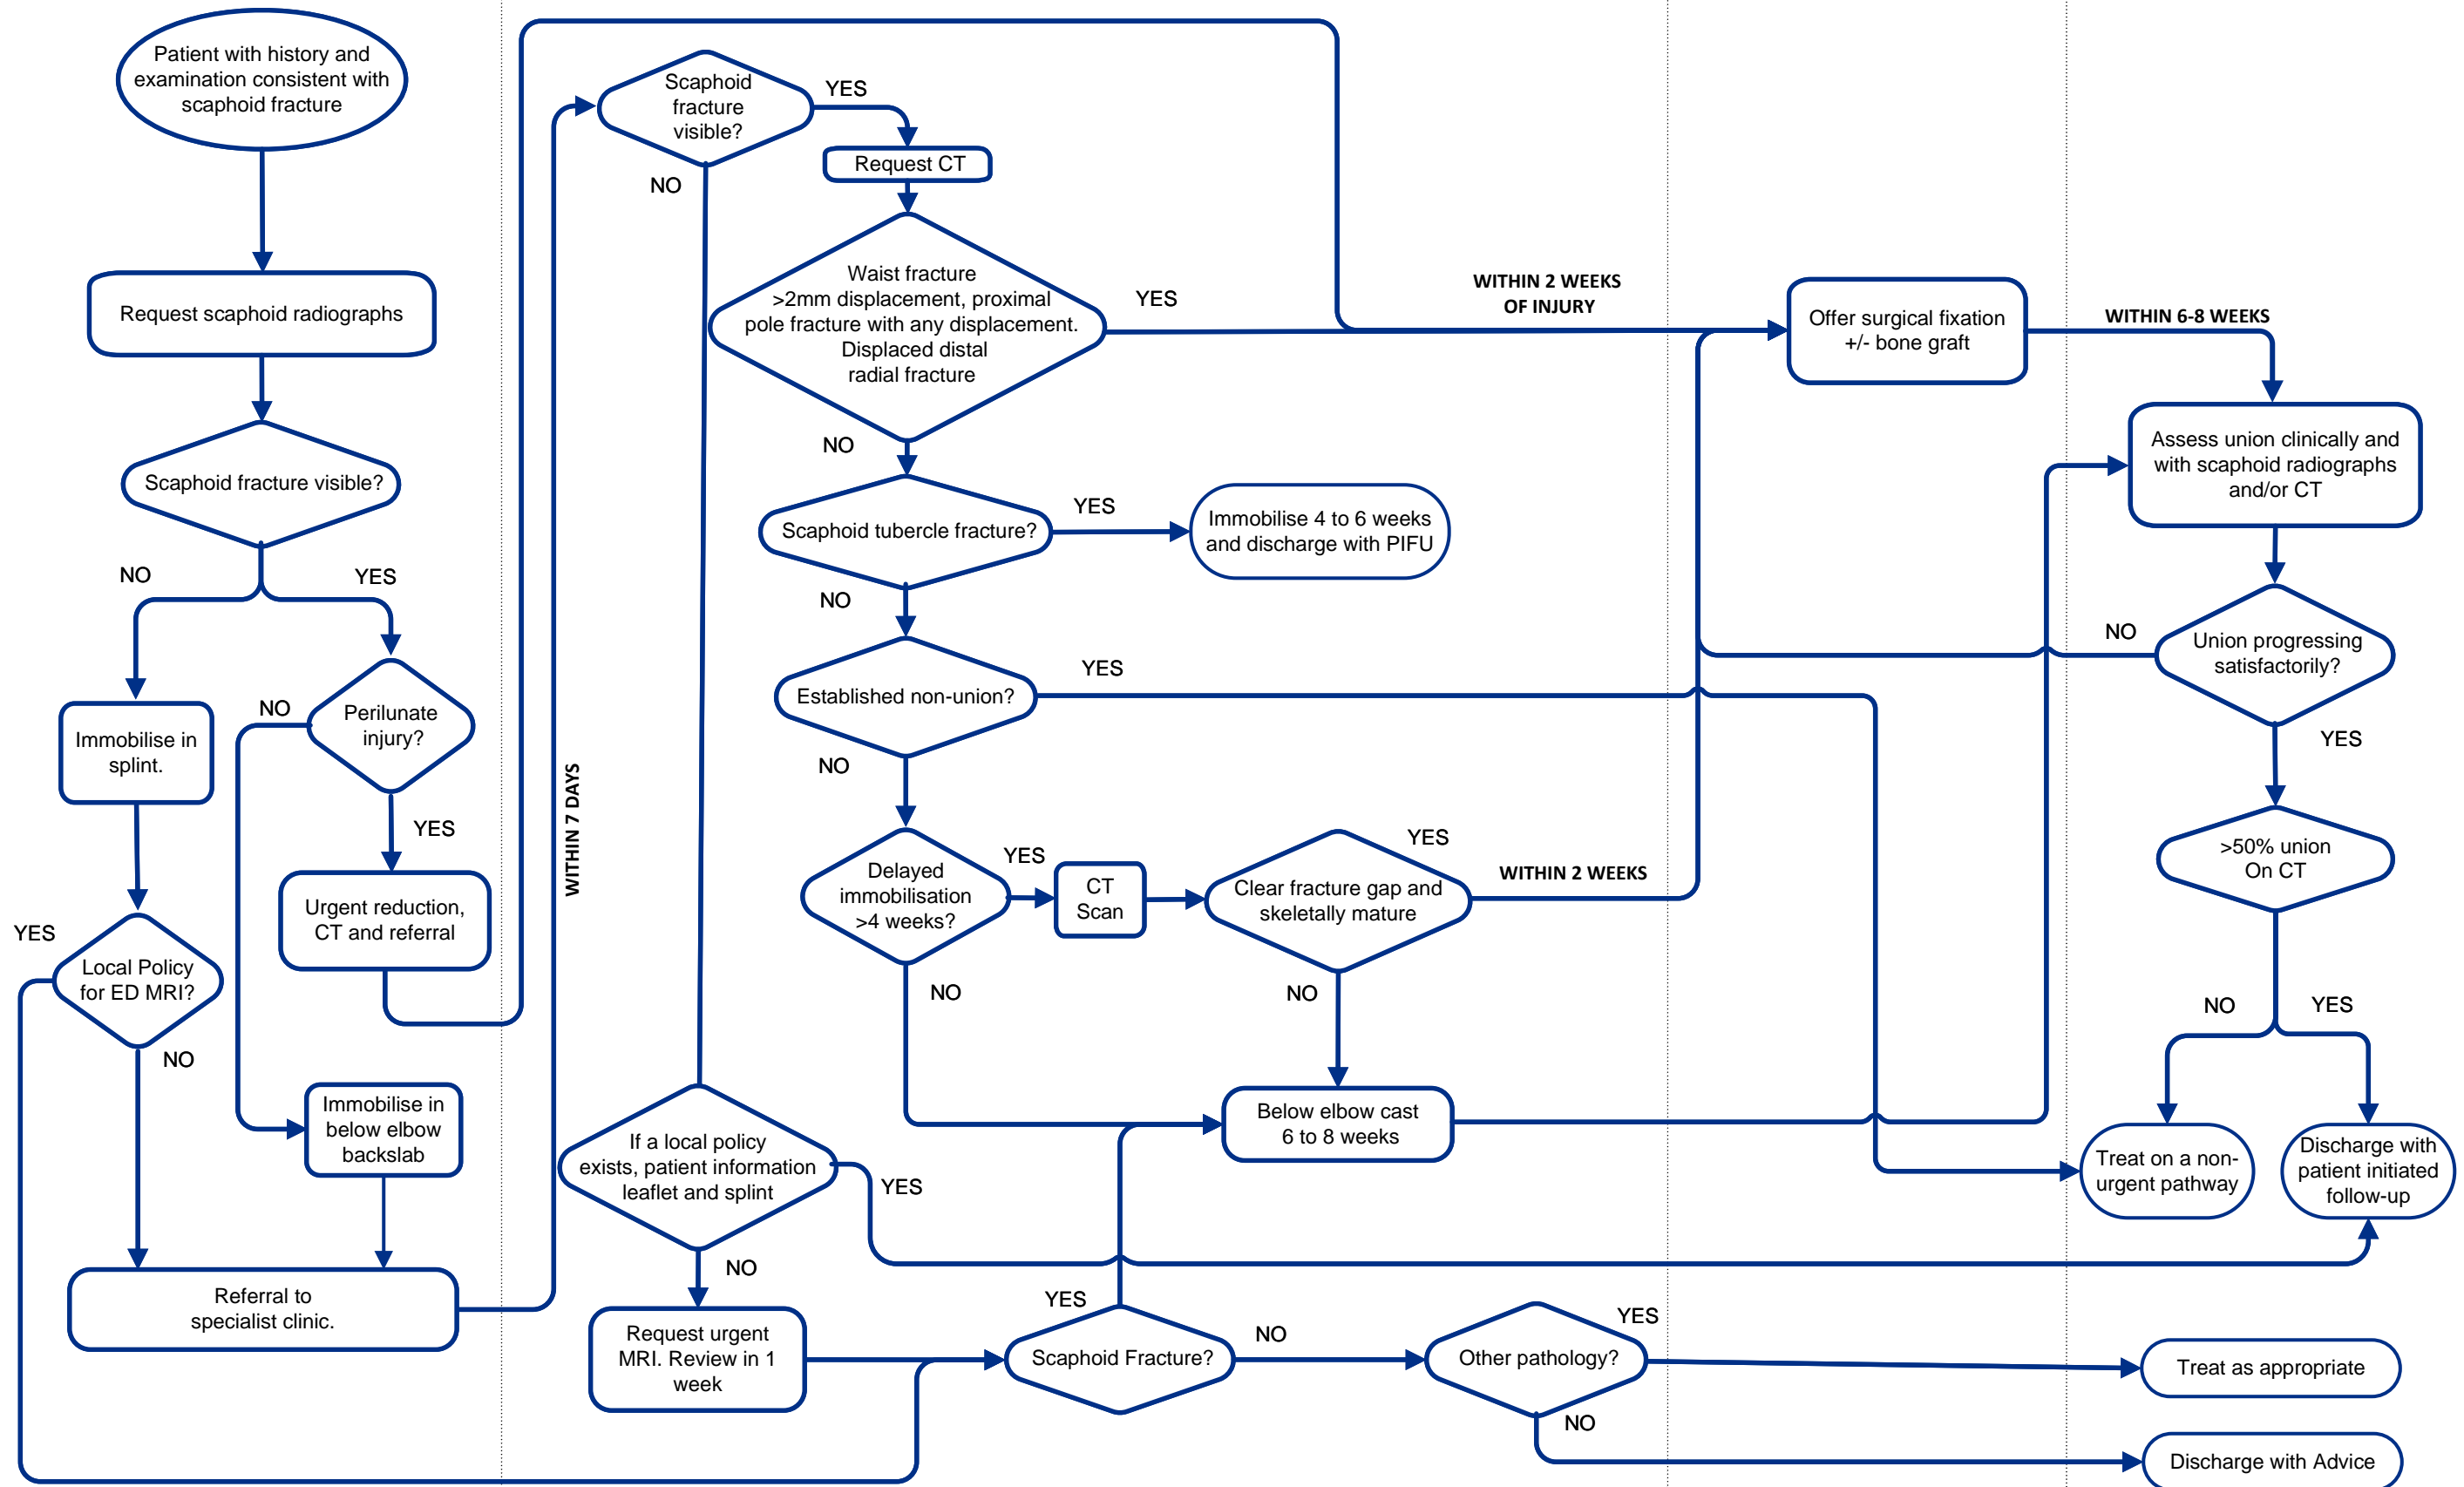 Patient with history and
examination consistent with
scaphoid fracture
Request scaphoid radiographs
Scaphoid fracture visible?
NO
YES
Immobilise in
splint.
NO
Perilunate
injury?
YES
Urgent reduction,
CT and referral
YES
Local Policy
for ED MRI?
NO
Immobilise in
below elbow
backslab
Referral to
specialist clinic.
WITHIN 7 DAYS
Scaphoid
fracture
visible?
YES
NO
Request CT
Waist fracture
>2mm displacement, proximal
pole fracture with any displacement.
Displaced distal
radial fracture
YES
NO
WITHIN 2 WEEKS
OF INJURY
Scaphoid tubercle fracture?
YES
Immobilise 4 to 6 weeks
and discharge with PIFU
NO
Established non-union?
YES
NO
Delayed
immobilisation
>4 weeks?
YES
CT
Scan
Clear fracture gap and
skeletally mature
YES
WITHIN 2 WEEKS
NO
NO
Below elbow cast
6 to 8 weeks
If a local policy
exists, patient information
leaflet and splint
YES
NO
Request urgent
MRI. Review in 1
week
YES
Scaphoid Fracture?
NO
Other pathology?
YES
NO
Offer surgical fixation
+/- bone graft
WITHIN 6-8 WEEKS
Assess union clinically and
with scaphoid radiographs
and/or CT
NO
Union progressing
satisfactorily?
YES
>50% union
On CT
NO
YES
Treat on a non-
urgent pathway
Discharge with
patient initiated
follow-up
Treat as appropriate
Discharge with Advice